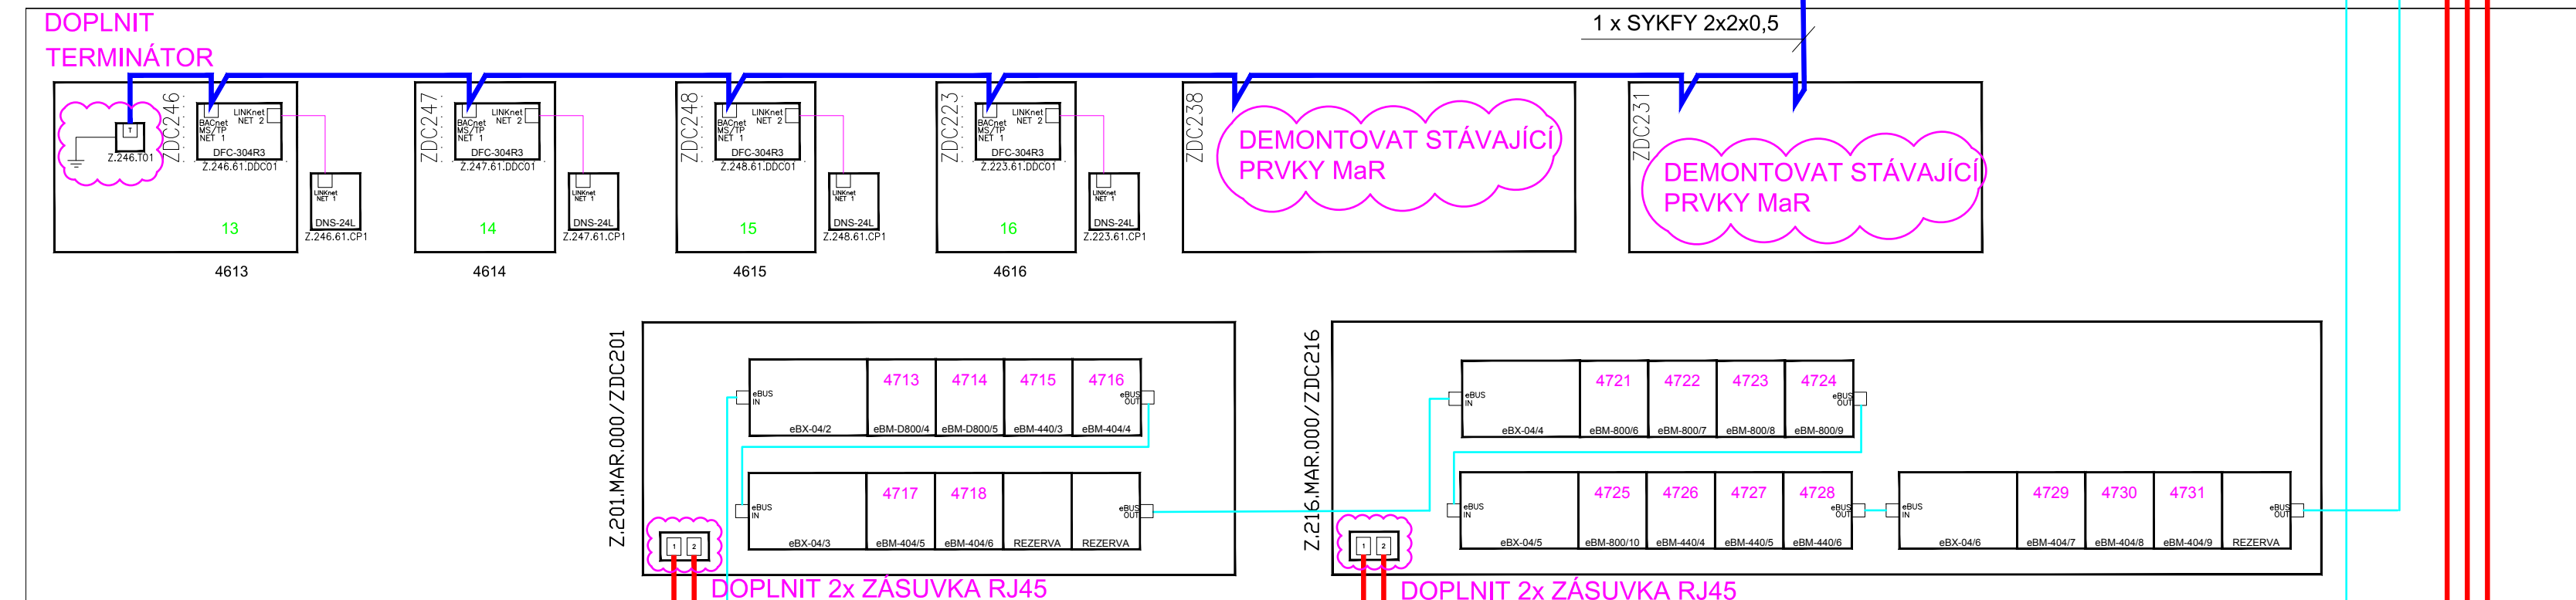 DOPLNIT
TERMINÁTOR
1 x SYKFY 2x2x0,5
ZDC246
T
Z.246.T01
BACnet
MS/TP
NET 1
LINKnet
NET 2
DFC-304R3
Z.246.61.DDC01
LINKnet
NET 1
DNS-24L
Z.246.61.CP1
13
4613
ZDC247
BACnet
MS/TP
NET 1
LINKnet
NET 2
DFC-304R3
Z.247.61.DDC01
LINKnet
NET 1
DNS-24L
Z.247.61.CP1
14
4614
ZDC248
BACnet
MS/TP
NET 1
LINKnet
NET 2
DFC-304R3
Z.248.61.DDC01
LINKnet
NET 1
DNS-24L
Z.248.61.CP1
15
4615
ZDC223
BACnet
MS/TP
NET 1
LINKnet
NET 2
DFC-304R3
Z.223.61.DDC01
LINKnet
NET 1
DNS-24L
Z.223.61.CP1
16
4616
ZDC238
DEMONTOVAT STÁVAJÍCÍ
PRVKY MaR
ZDC231
DEMONTOVAT STÁVAJÍCÍ
PRVKY MaR
Z.201.MAR.000/ZDC201
eBUS
IN
eBX-04/2
4713
eBM-D800/4
4714
eBM-D800/5
4715
eBM-440/3
4716
eBM-404/4
eBUS
OUT
eBUS
IN
eBX-04/3
4717
eBM-404/5
4718
eBM-404/6
REZERVA
REZERVA
eBUS
OUT
1 2
DOPLNIT 2x ZÁSUVKA RJ45
Z.216.MAR.000/ZDC216
eBUS
IN
eBX-04/4
4721
eBM-800/6
4722
eBM-800/7
4723
eBM-800/8
4724
eBM-800/9
eBUS
OUT
eBUS
IN
eBX-04/5
4725
eBM-800/10
4726
eBM-440/4
4727
eBM-440/5
4728
eBM-440/6
eBUS
OUT
eBUS
IN
eBX-04/6
4729
eBM-404/7
4730
eBM-404/8
4731
eBM-404/9
REZERVA
eBUS
OUT
1 2
DOPLNIT 2x ZÁSUVKA RJ45